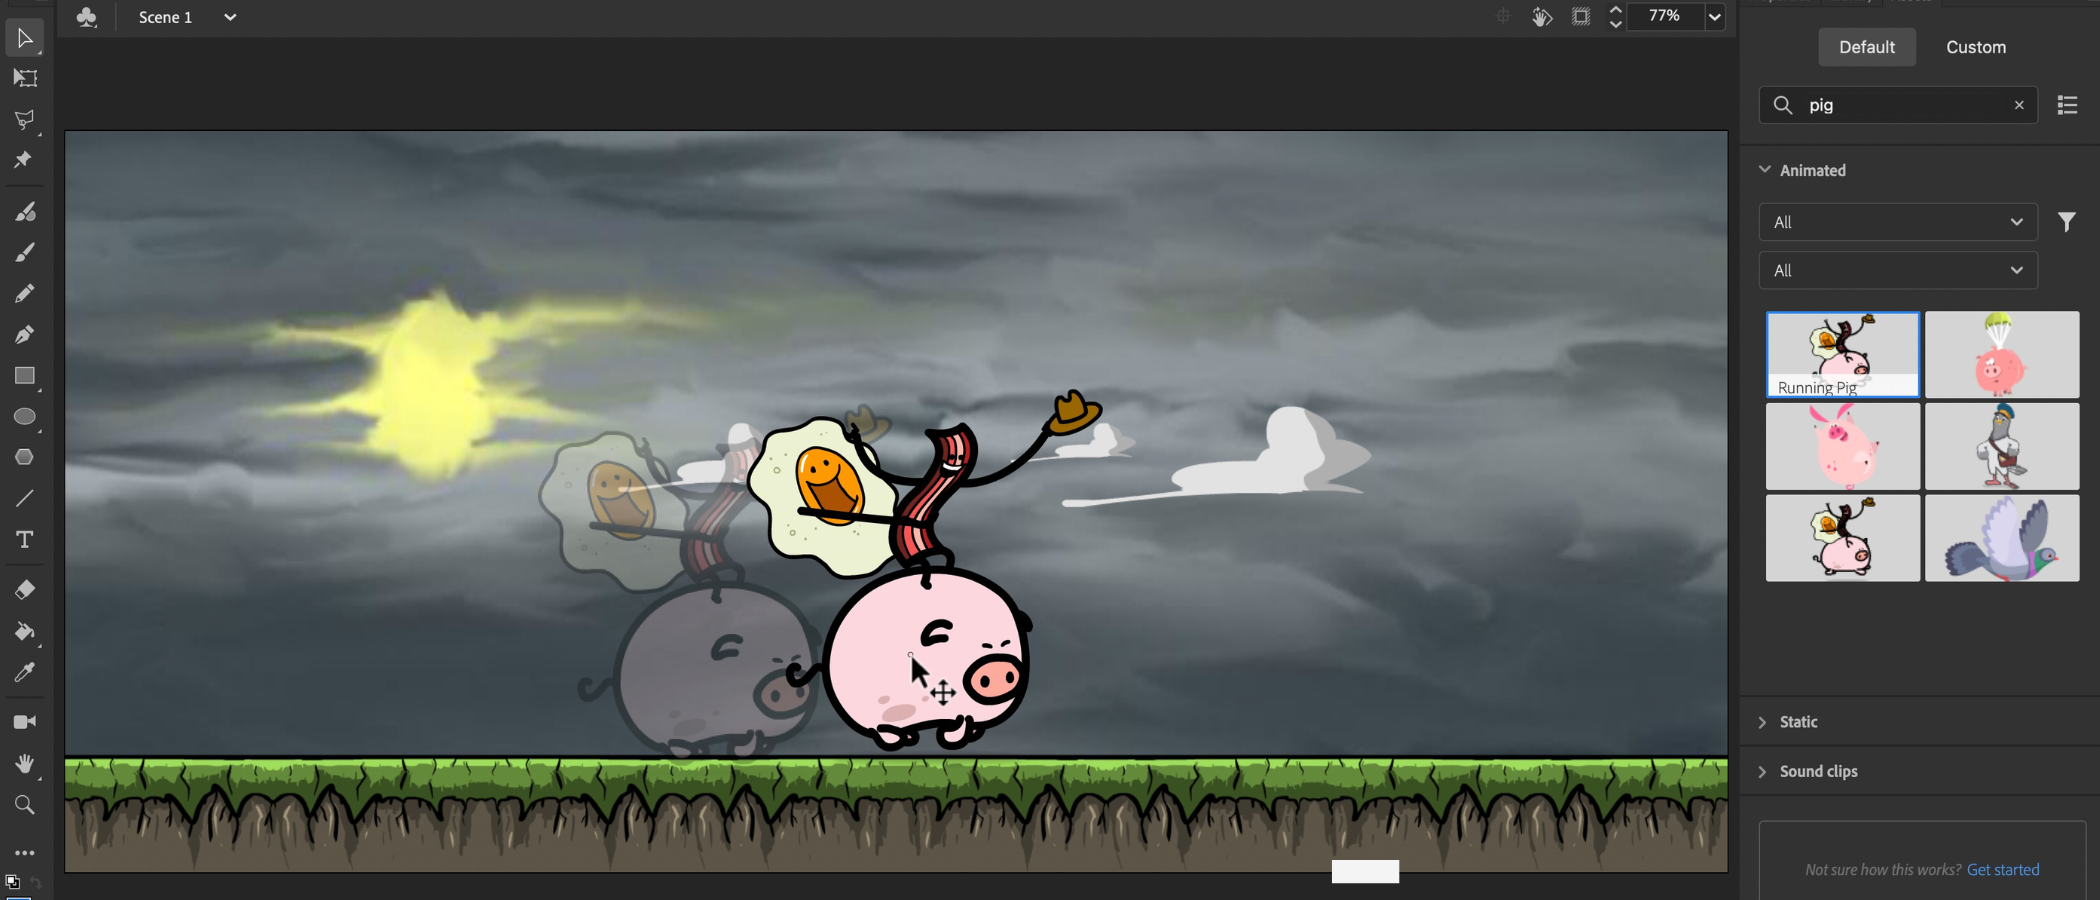 Scene 1
77%
Default
Custom
pig
Animated
All
All
Running Pig
Static
Sound clips
Not sure how this works? Get started